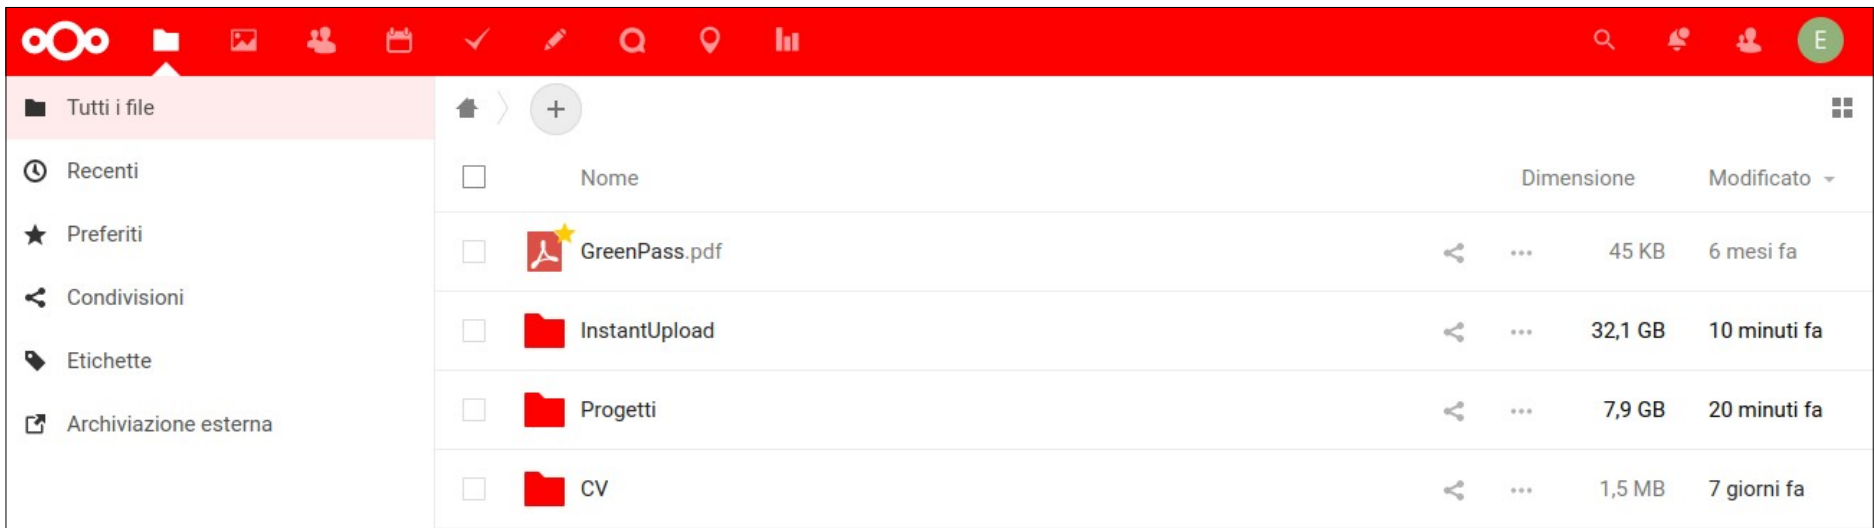 E
Tutti i file
Recenti
Preferiti
Condivisioni
Etichette
Archiviazione esterna
Nome Dimensione Modificato
GreenPass.pdf 45 KB 6 mesi fa
InstantUpload 32,1 GB 10 minuti fa
Progetti 7,9 GB 20 minuti fa
CV 1,5 MB 7 giorni fa